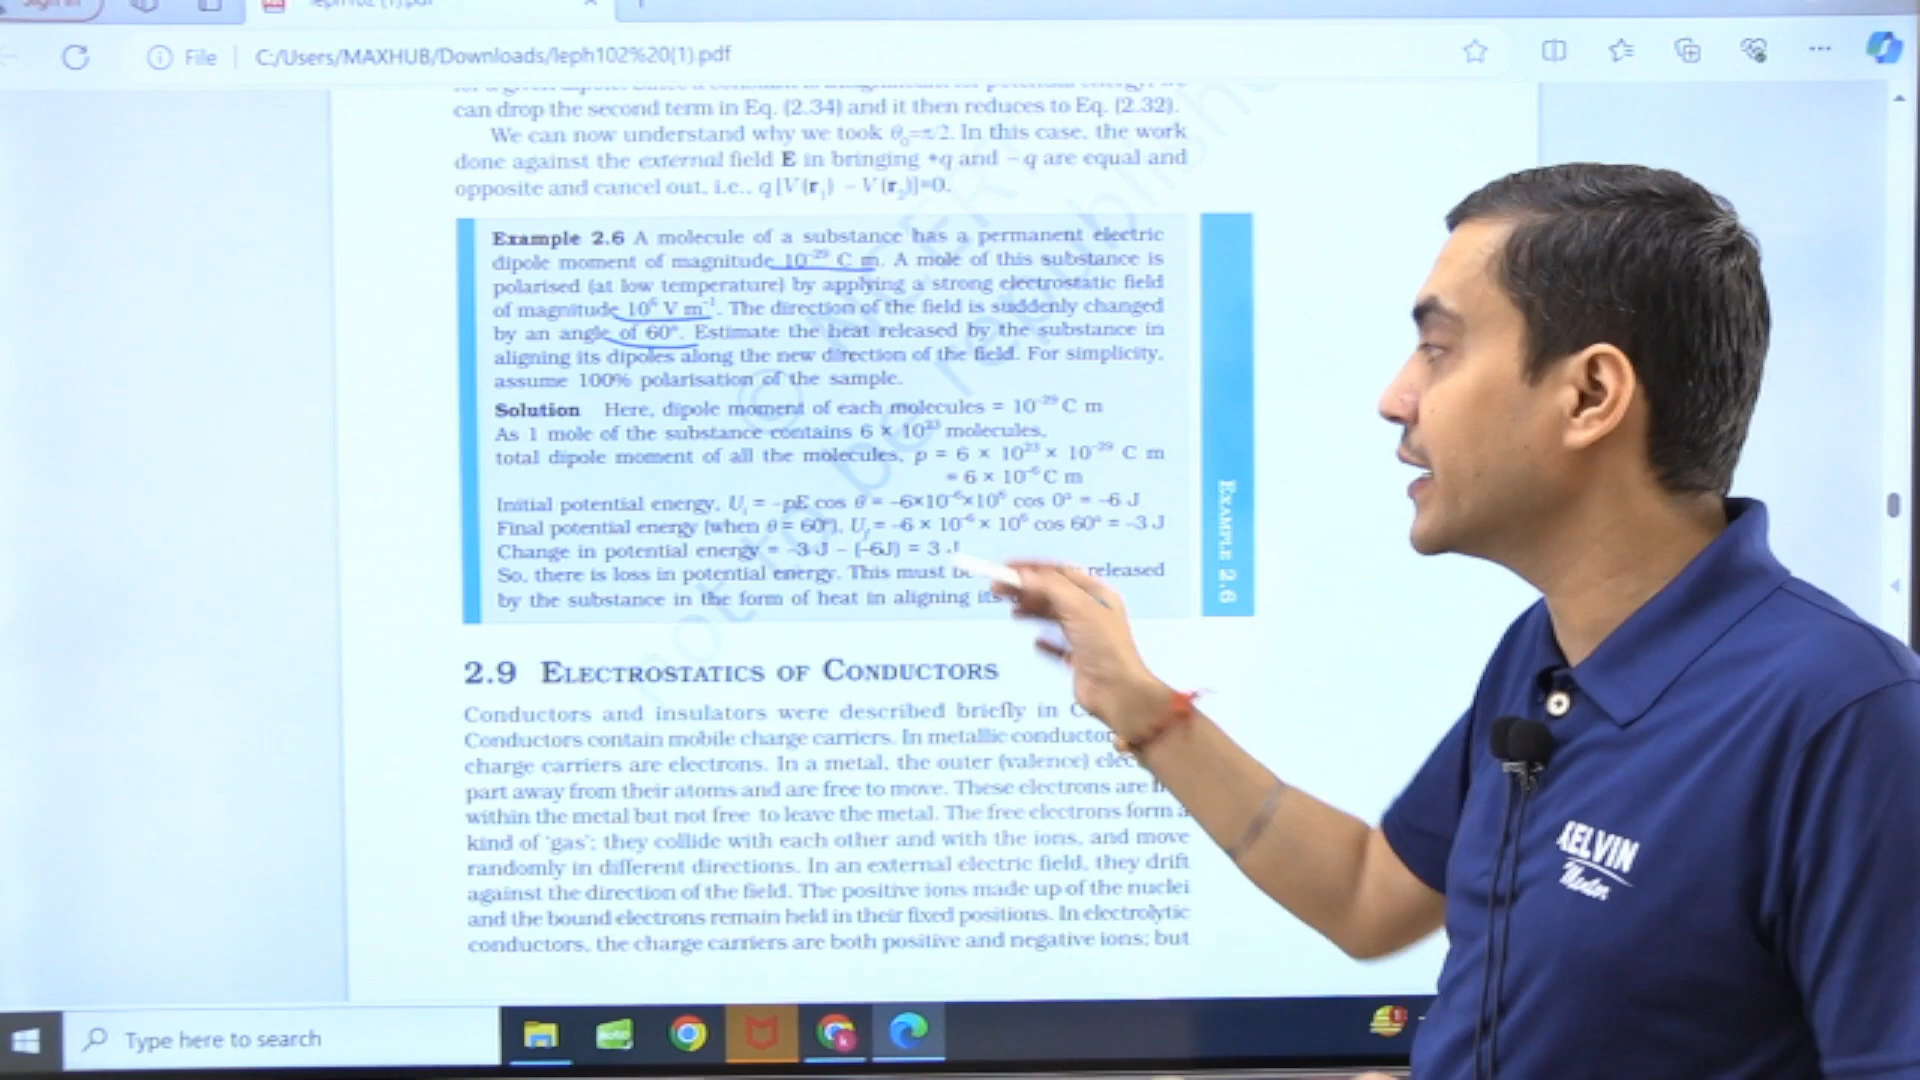 File C:/Users/MAXHUB/Downloads/leph102%20(1).pdf
can drop the second term in Eq. (2.34) and it then reduces to Eq. (2.32).
We can now understand why we took θ₀=π/2. In this case, the work
done against the external field E in bringing +q and – q are equal and
opposite and cancel out, i.e., q [V(r₁) – V(r₂)]=0.
Example 2.6 A molecule of a substance has a permanent electric
dipole moment of magnitude 10⁻²⁹ C m. A mole of this substance is
polarised (at low temperature) by applying a strong electrostatic field
of magnitude 10⁶ V m⁻¹. The direction of the field is suddenly changed
by an angle of 60°. Estimate the heat released by the substance in
aligning its dipoles along the new direction of the field. For simplicity,
assume 100% polarisation of the sample.
Solution Here, dipole moment of each molecules = 10⁻²⁹ C m
As 1 mole of the substance contains 6 × 10²³ molecules,
total dipole moment of all the molecules, p = 6 × 10²³ × 10⁻²⁹ C m
= 6 × 10⁻⁶ C m
Initial potential energy, Uᵢ = –pE cos θ = –6×10⁻⁶×10⁶ cos 0° = –6 J
Final potential energy (when θ = 60°), U_f = –6 × 10⁻⁶ × 10⁶ cos 60° = –3 J
Change in potential energy = –3 J – (–6J) = 3 J
So, there is loss in potential energy. This must be released
by the substance in the form of heat in aligning its
EXAMPLE 2.6
2.9 ELECTROSTATICS OF CONDUCTORS
Conductors and insulators were described briefly in
Conductors contain mobile charge carriers. In metallic
charge carriers are electrons. In a metal, the outer (valence)
part away from their atoms and are free to move. These electrons are
within the metal but not free to leave the metal. The free electrons form a
kind of 'gas'; they collide with each other and with the ions, and move
randomly in different directions. In an external electric field, they drift
against the direction of the field. The positive ions made up of the nuclei
and the bound electrons remain held in their fixed positions. In electrolytic
conductors, the charge carriers are both positive and negative ions; but
not to be republished
KELVIN
Mentor
Type here to search